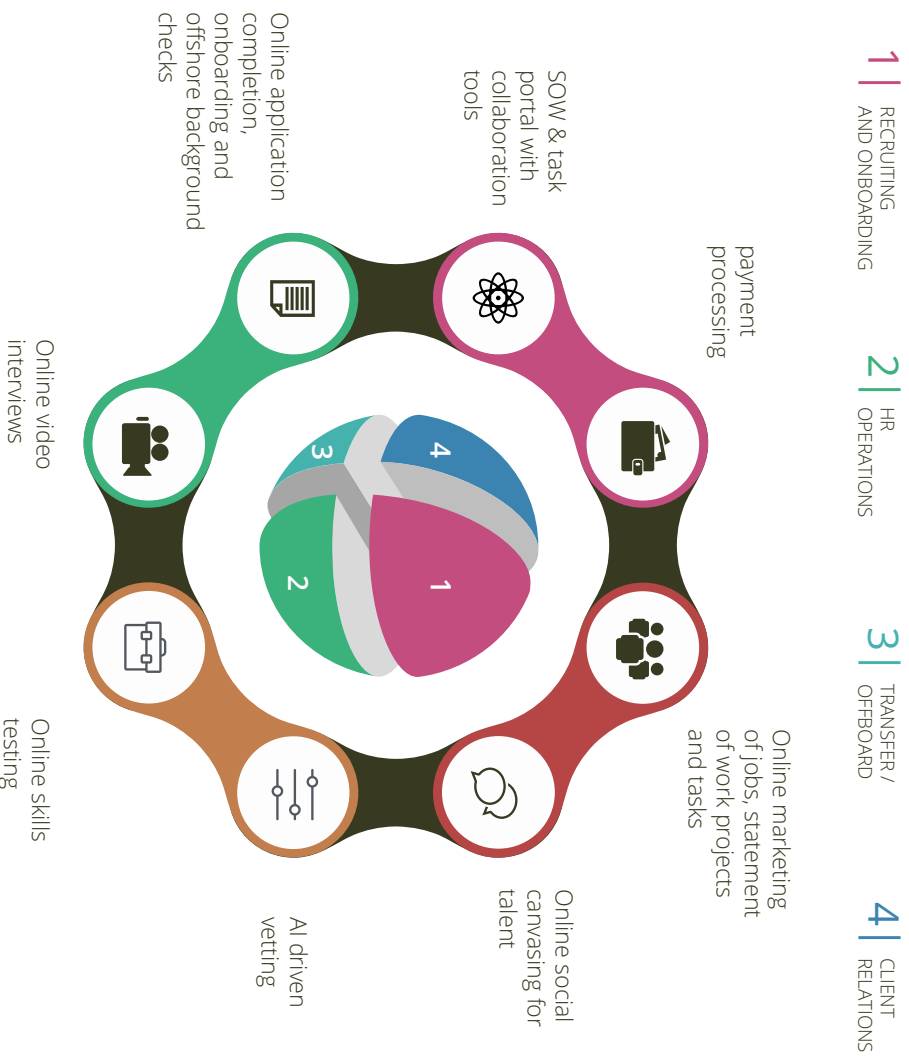 1
RECRUITING
AND ONBOARDING
2
HR
OPERATIONS
3
TRANSFER /
OFFBOARD
4
CLIENT
RELATIONS
payment
processing
Online marketing
of jobs, statement
of work projects
and tasks
SOW & task
portal with
collaboration
tools
Online social
canvasing for
talent
Online application
completion,
onboarding and
offshore background
checks
AI driven
vetting
Online video
interviews
Online skills
testing
4
1
3
2